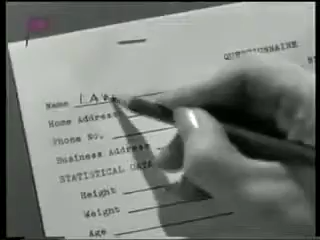 QUESTIONNAIRE
Name
Home Address
Phone No.
Business Address
STATISTICAL DATA
Height
Weight
Age